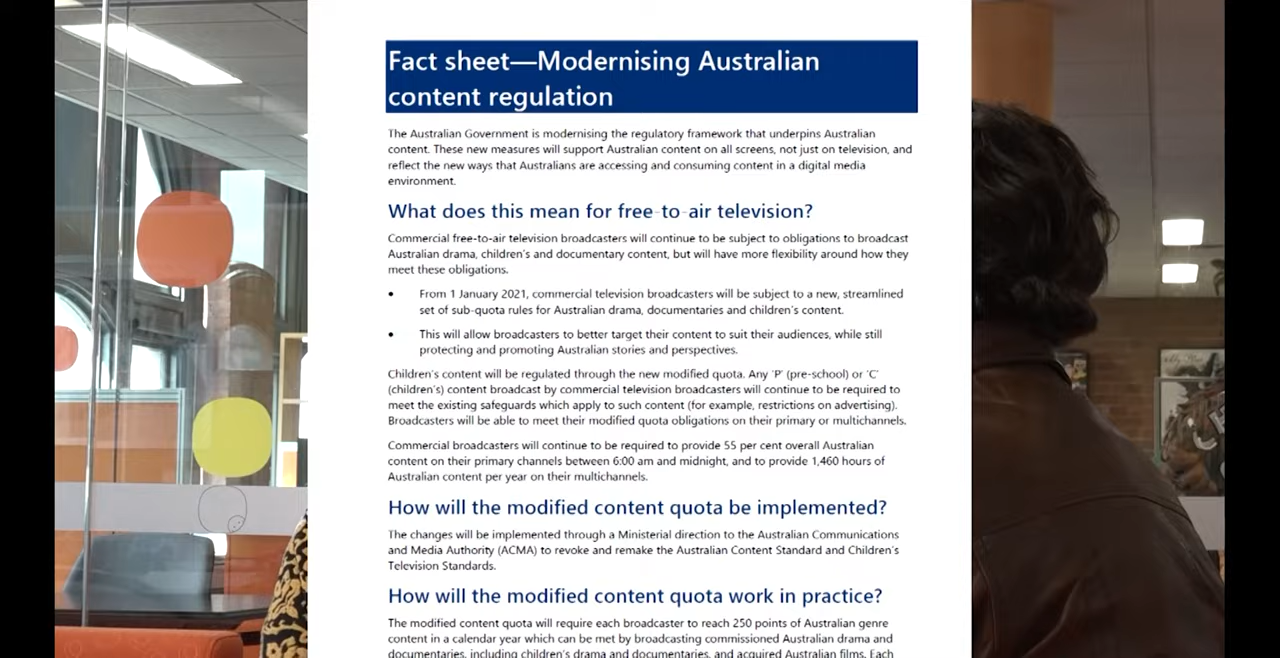 Fact sheet—Modernising Australian
content regulation
The Australian Government is modernising the regulatory framework that underpins Australian
content. These new measures will support Australian content on all screens, not just on television, and
reflect the new ways that Australians are accessing and consuming content in a digital media
environment.
What does this mean for free-to-air television?
Commercial free-to-air television broadcasters will continue to be subject to obligations to broadcast
Australian drama, children's and documentary content, but will have more flexibility around how they
meet these obligations.
• From 1 January 2021, commercial television broadcasters will be subject to a new, streamlined
set of sub-quota rules for Australian drama, documentaries and children's content.
• This will allow broadcasters to better target their content to suit their audiences, while still
protecting and promoting Australian stories and perspectives.
Children's content will be regulated through the new modified quota. Any 'P' (pre-school) or 'C'
(children's) content broadcast by commercial television broadcasters will continue to be required to
meet the existing safeguards which apply to such content (for example, restrictions on advertising).
Broadcasters will be able to meet their modified quota obligations on their primary or multichannels.
Commercial broadcasters will continue to be required to provide 55 per cent overall Australian
content on their primary channels between 6:00 am and midnight, and to provide 1,460 hours of
Australian content per year on their multichannels.
How will the modified content quota be implemented?
The changes will be implemented through a Ministerial direction to the Australian Communications
and Media Authority (ACMA) to revoke and remake the Australian Content Standard and Children's
Television Standards.
How will the modified content quota work in practice?
The modified content quota will require each broadcaster to reach 250 points of Australian genre
content in a calendar year which can be met by broadcasting commissioned Australian drama and
documentaries, including children's drama and documentaries, and acquired Australian films. Each